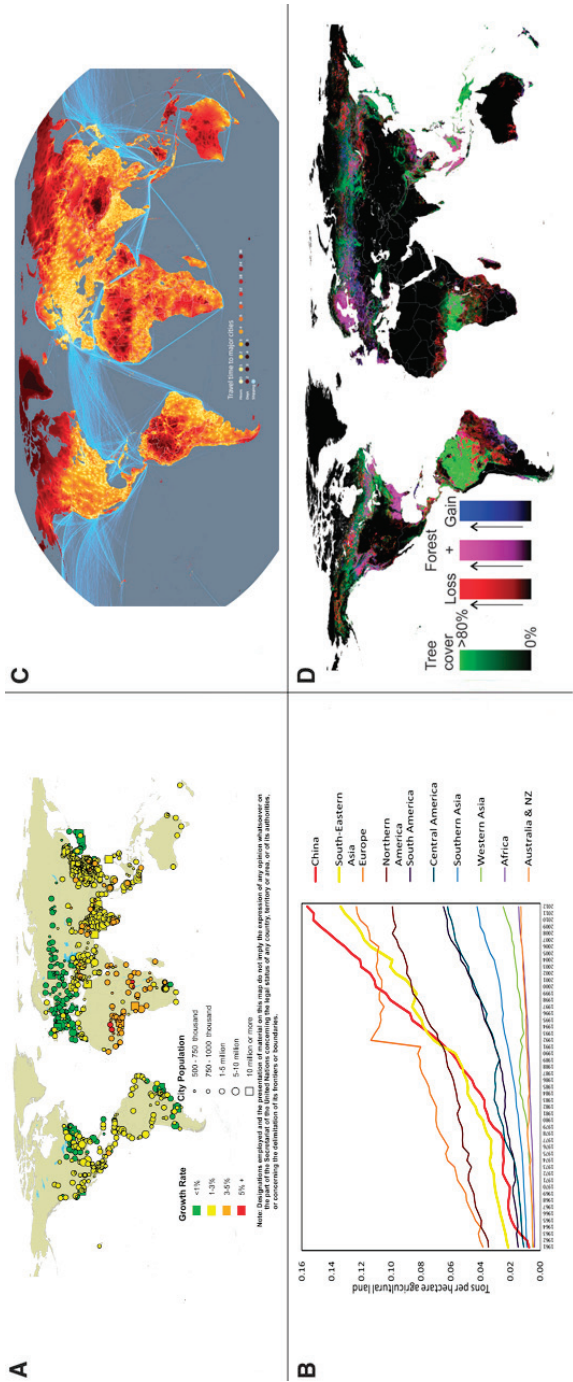 A
Growth Rate
<1%
1-3%
3-5%
5% +
City Population
500 - 750 thousand
750 - 1000 thousand
1-5 million
5-10 million
10 million or more
Note: Designations employed and the presentation of material on this map do not imply the expression of any opinion whatsoever on
the part of the Secretariat of the United Nations concerning the legal status of any country, territory or area, or of its authorities,
or concerning the delimitation of its frontiers or boundaries.
B
Tons per hectare agricultural land
0.16
0.14
0.12
0.10
0.08
0.06
0.04
0.02
0.00
China
South-Eastern
Asia
Europe
Northern
America
South America
Central America
Southern Asia
Western Asia
Africa
Australia & NZ
C
Travel time to major cities
D
Tree
cover
>80%
0%
Forest
Loss + Gain